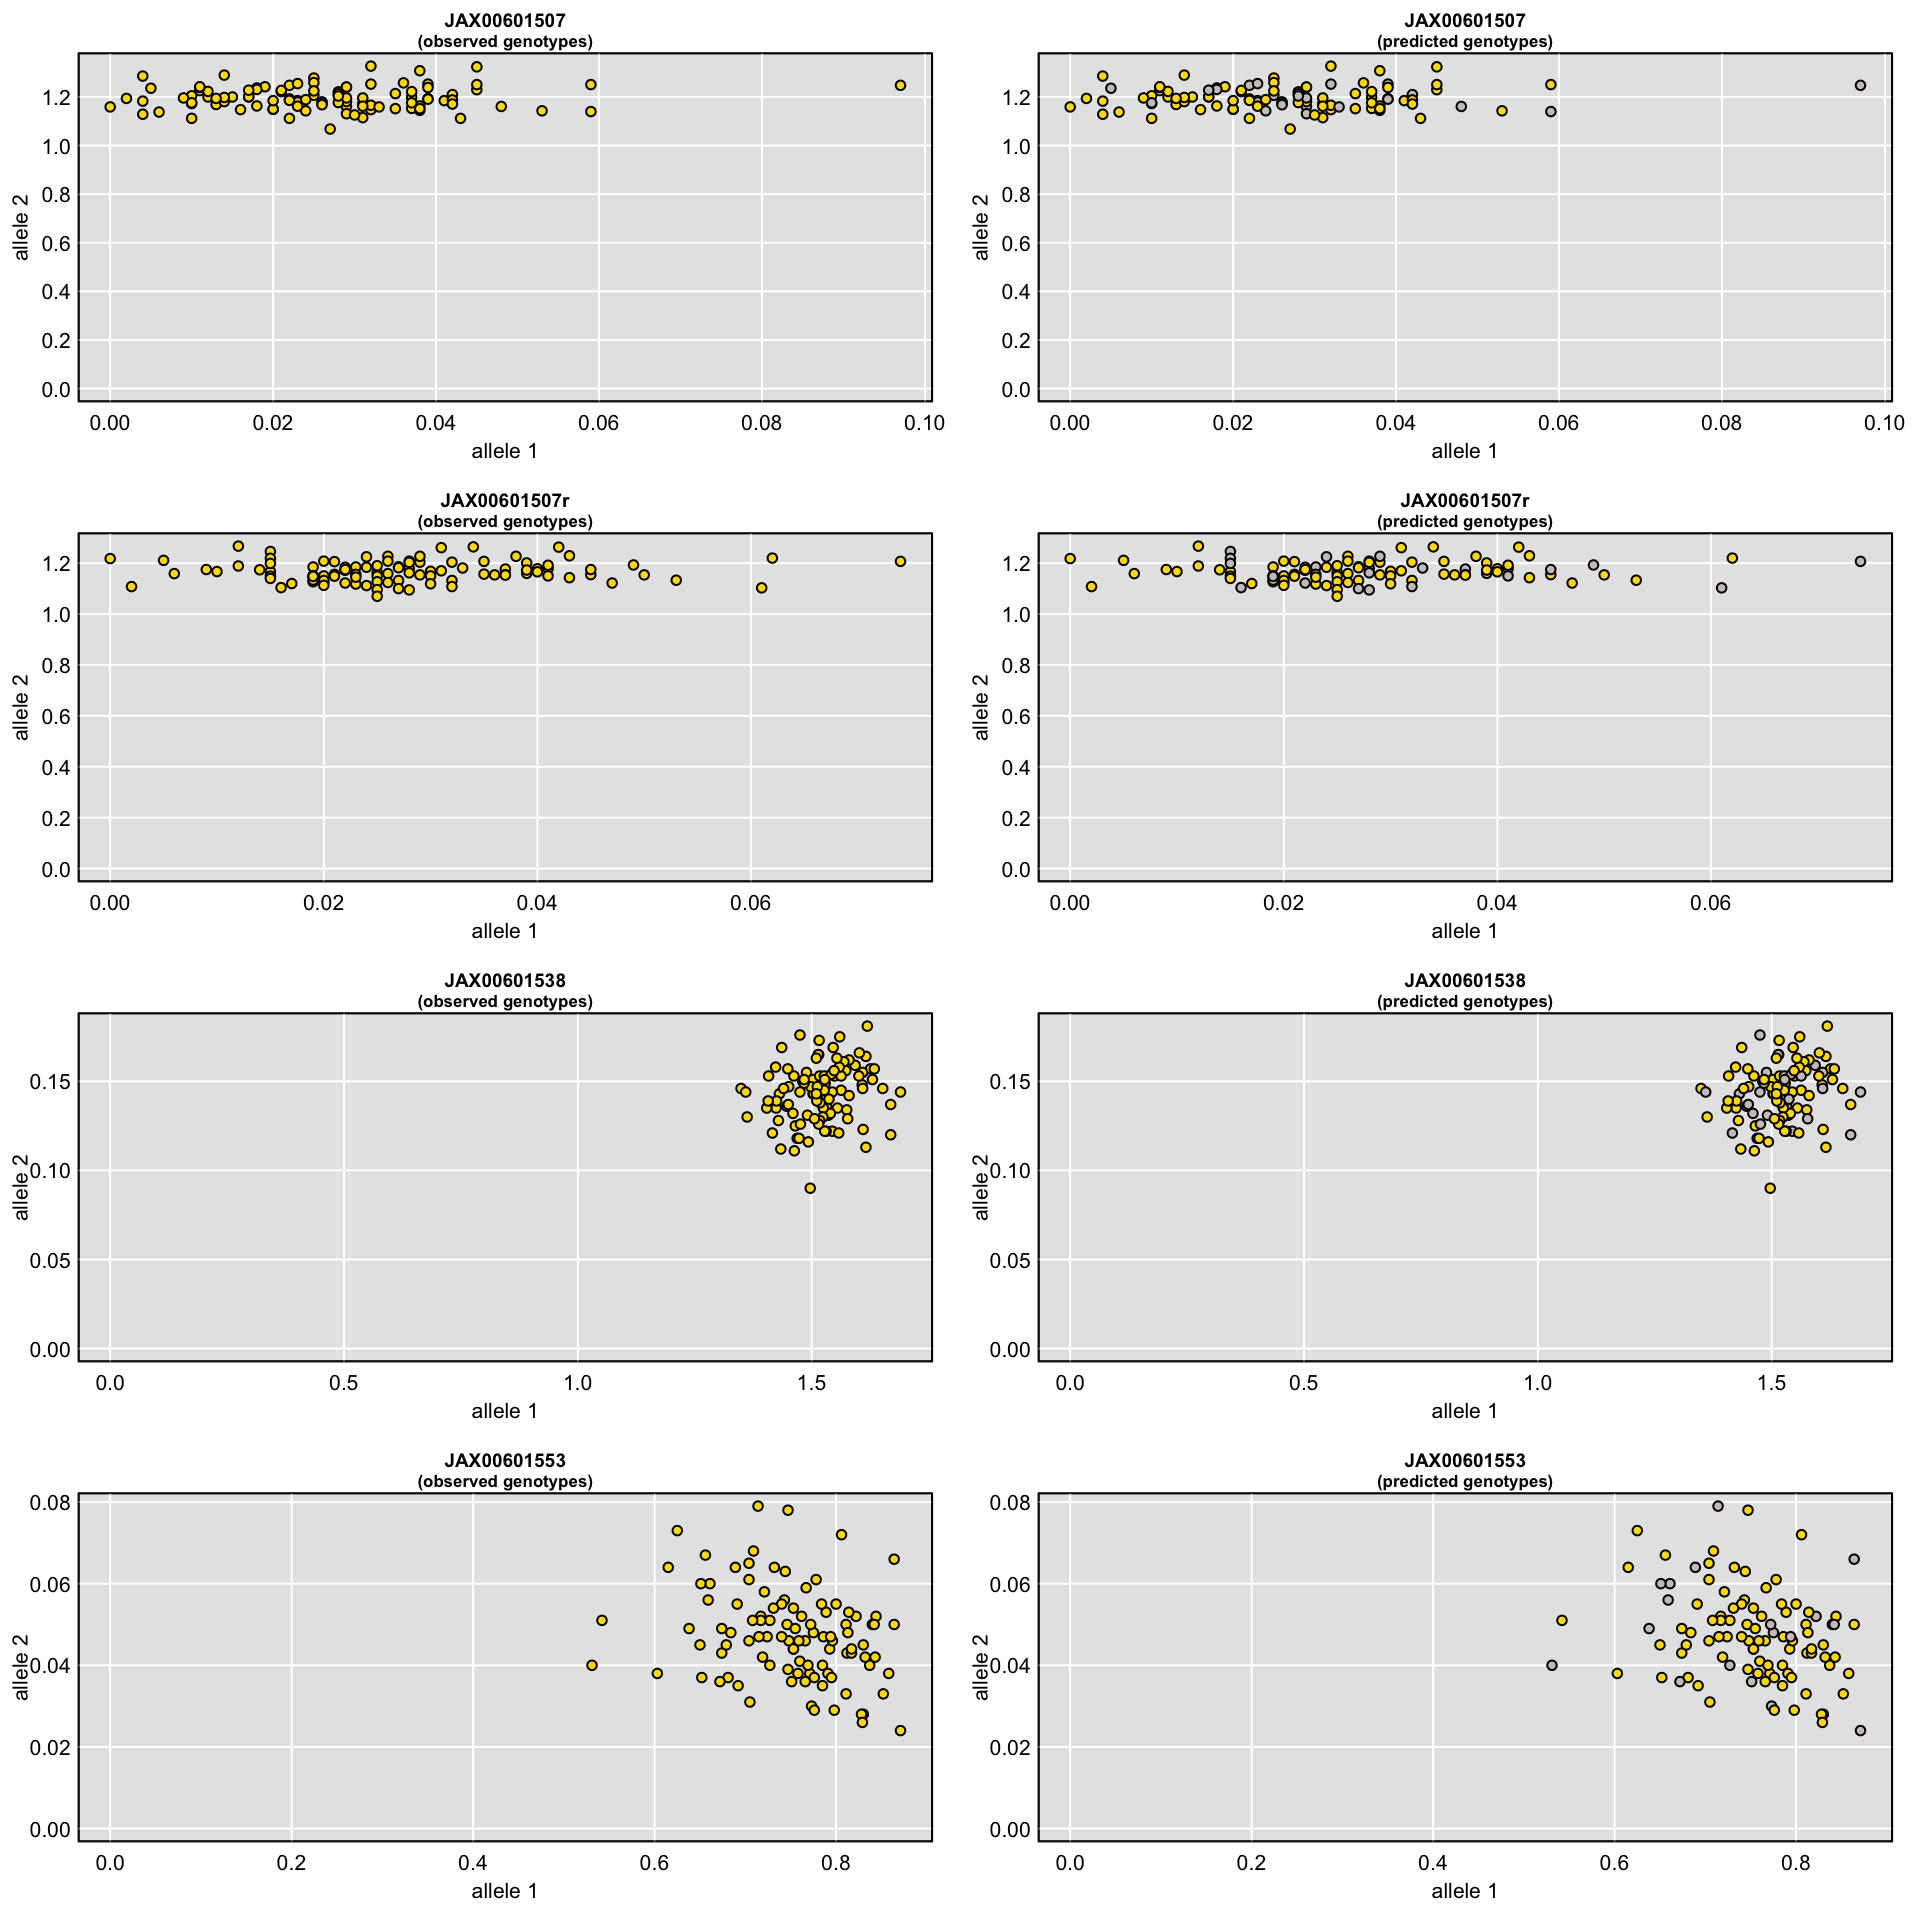 JAX00601507
(observed genotypes)
allele 2
1.2
1.0
0.8
0.6
0.4
0.2
0.0
0.00 0.02 0.04 0.06 0.08 0.10
allele 1
JAX00601507
(predicted genotypes)
allele 2
1.2
1.0
0.8
0.6
0.4
0.2
0.0
0.00 0.02 0.04 0.06 0.08 0.10
allele 1
JAX00601507r
(observed genotypes)
allele 2
1.2
1.0
0.8
0.6
0.4
0.2
0.0
0.00 0.02 0.04 0.06
allele 1
JAX00601507r
(predicted genotypes)
allele 2
1.2
1.0
0.8
0.6
0.4
0.2
0.0
0.00 0.02 0.04 0.06
allele 1
JAX00601538
(observed genotypes)
allele 2
0.15
0.10
0.05
0.00
0.0 0.5 1.0 1.5
allele 1
JAX00601538
(predicted genotypes)
allele 2
0.15
0.10
0.05
0.00
0.0 0.5 1.0 1.5
allele 1
JAX00601553
(observed genotypes)
allele 2
0.08
0.06
0.04
0.02
0.00
0.0 0.2 0.4 0.6 0.8
allele 1
JAX00601553
(predicted genotypes)
allele 2
0.08
0.06
0.04
0.02
0.00
0.0 0.2 0.4 0.6 0.8
allele 1